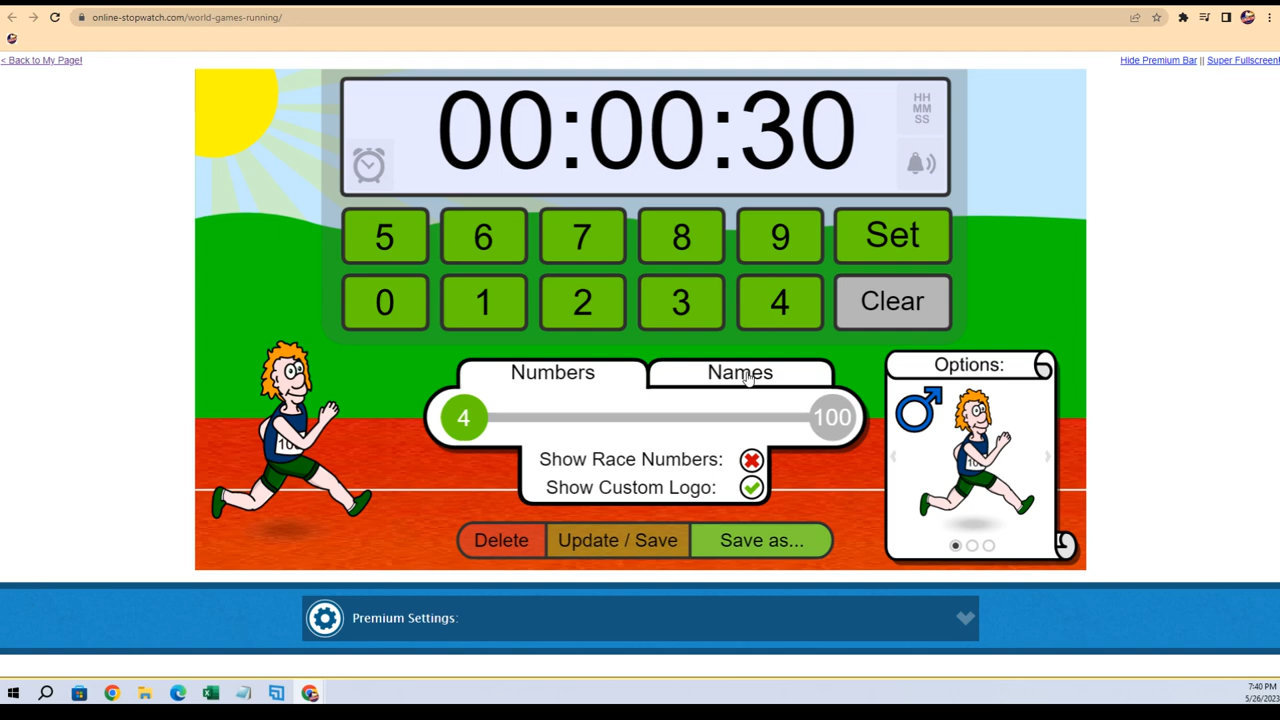 online-stopwatch.com/world-games-running/
< Back to My Page!
Hide Premium Bar || Super Fullscreen!
00:00:30
HH
MM
SS
5 6 7 8 9 Set
0 1 2 3 4 Clear
Numbers Names
4 100
Show Race Numbers:
Show Custom Logo:
Delete Update / Save Save as...
Options:
Premium Settings:
7:40 PM
5/26/2023